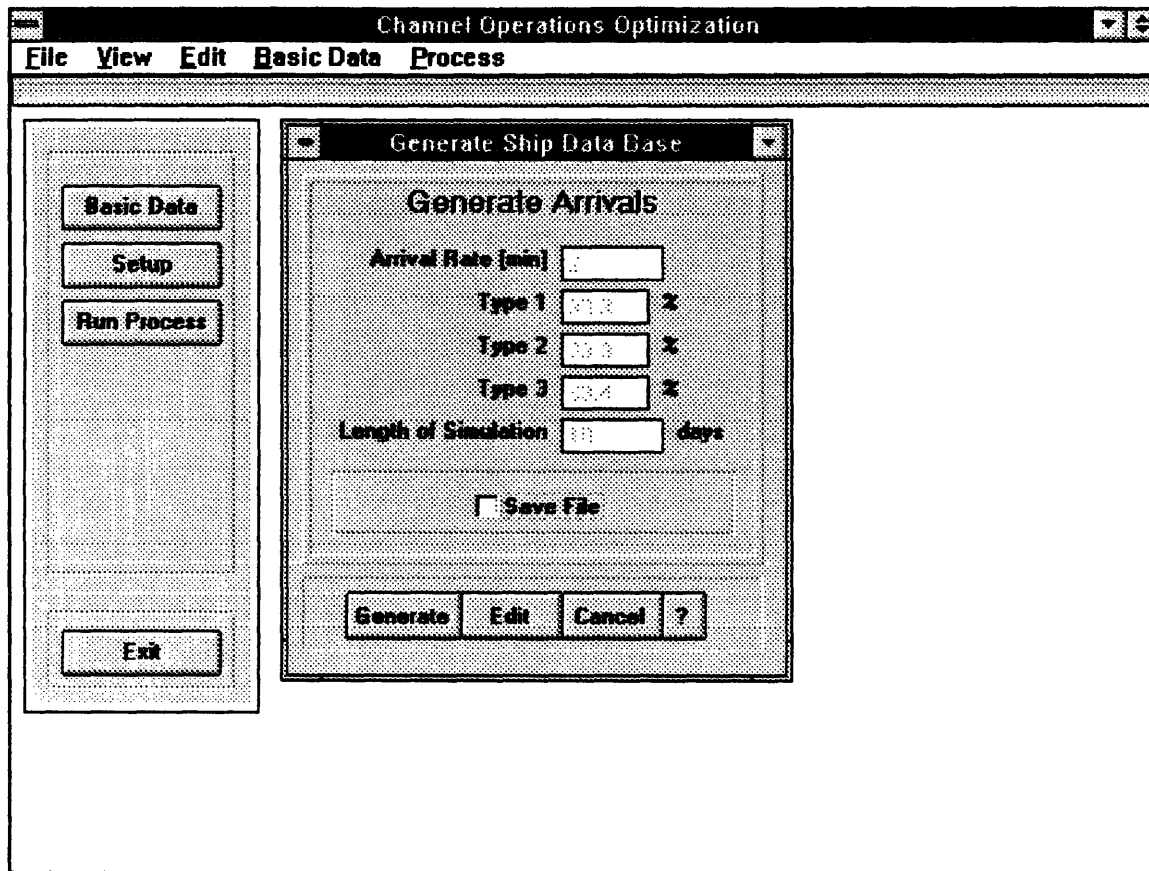 Channel Operations Optimization
File View Edit Basic Data Process
Generate Ship Data Base
Basic Data
Setup
Run Process
Exit
Generate Arrivals
Arrival Rate [min]
Type 1 %
Type 2 %
Type 3 %
Length of Simulation days
Save File
Generate Edit Cancel ?